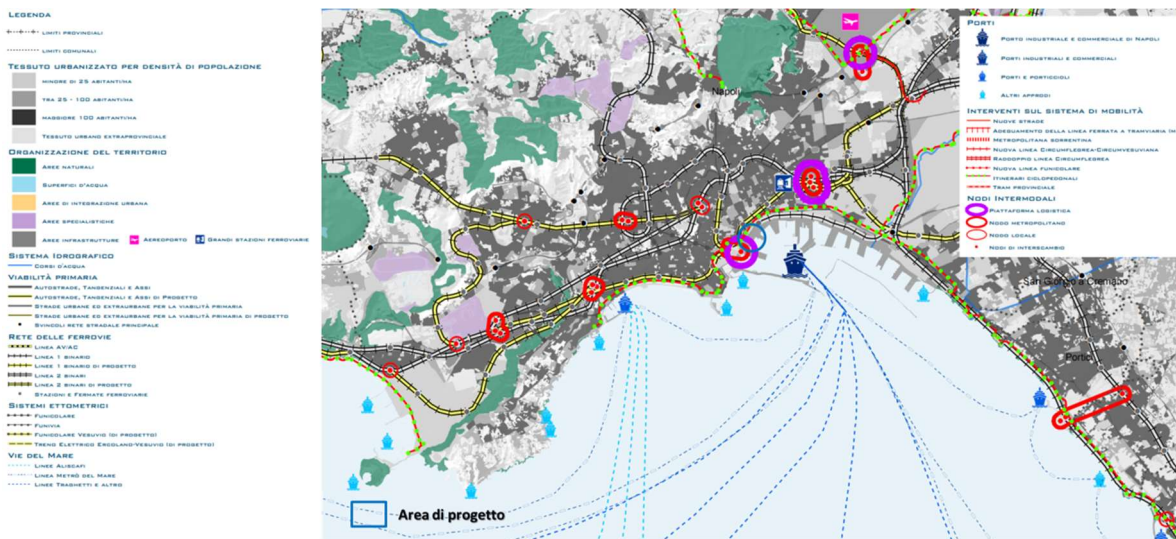 LEGENDA
LIMITI PROVINCIALI
LIMITI COMUNALI
TESSUTO URBANIZZATO PER DENSITÀ DI POPOLAZIONE
MINORE DI 25 ABITANTI/HA
TRA 25 - 100 ABITANTI/HA
MAGGIORE 100 ABITANTI/HA
TESSUTO URBANO EXTRAPROVINCIALE
ORGANIZZAZIONE DEL TERRITORIO
AREE NATURALI
SUPERFICI D'ACQUA
AREE DI INTEGRAZIONE URBANA
AREE SPECIALISTICHE
AREE INFRASTRUTTURE
AEREOPORTO
GRANDI STAZIONI FERROVIARIE
SISTEMA IDROGRAFICO
CORSI D'ACQUA
VIABILITÀ PRIMARIA
AUTOSTRADE, TANGENZIALI E ASSI
AUTOSTRADE, TANGENZIALI E ASSI DI PROGETTO
STRADE URBANE ED EXTRAURBANE PER LA VIABILITÀ PRIMARIA
STRADE URBANE ED EXTRAURBANE PER LA VIABILITÀ PRIMARIA DI PROGETTO
SVINCOLI RETE STRADALE PRINCIPALE
RETE DELLE FERROVIE
LINEA AV/AC
LINEA 1 BINARIO
LINEE 1 BINARIO DI PROGETTO
LINEA 2 BINARI
LINEA 2 BINARI DI PROGETTO
STAZIONI E FERMATE FERROVIARIE
SISTEMI ETTOMETRICI
FUNICOLARE
FUNIVIA
FUNICOLARE VESUVIO (DI PROGETTO)
TRENO ELETTRICO ERCOLANO-VESUVIO (DI PROGETTO)
VIE DEL MARE
LINEE ALISCAFI
LINEA METRÒ DEL MARE
LINEE TRAGHETTI E ALTRO
Napoli
San Giorgio a Cremano
Portici
Area di progetto
PORTI
PORTO INDUSTRIALE E COMMERCIALE DI NAPOLI
PORTI INDUSTRIALI E COMMERCIALI
PORTI E PORTICCIOLI
ALTRI APPRODI
INTERVENTI SUL SISTEMA DI MOBILITÀ
NUOVE STRADE
ADEGUAMENTO DELLA LINEA FERRATA A TRAMVIARIA
METROPOLITANA SORRENTINA
NUOVA LINEA CIRCUMFLEGREA-CIRCUMVESUVIANA
RADDOPPIO LINEA CIRCUMFLEGREA
NUOVA LINEA FUNICOLARE
ITINERARI CICLOPEDONALI
TRAM PROVINCIALE
NODI INTERMODALI
PIATTAFORMA LOGISTICA
NODO METROPOLITANO
NODO LOCALE
NODI DI INTERSCAMBIO